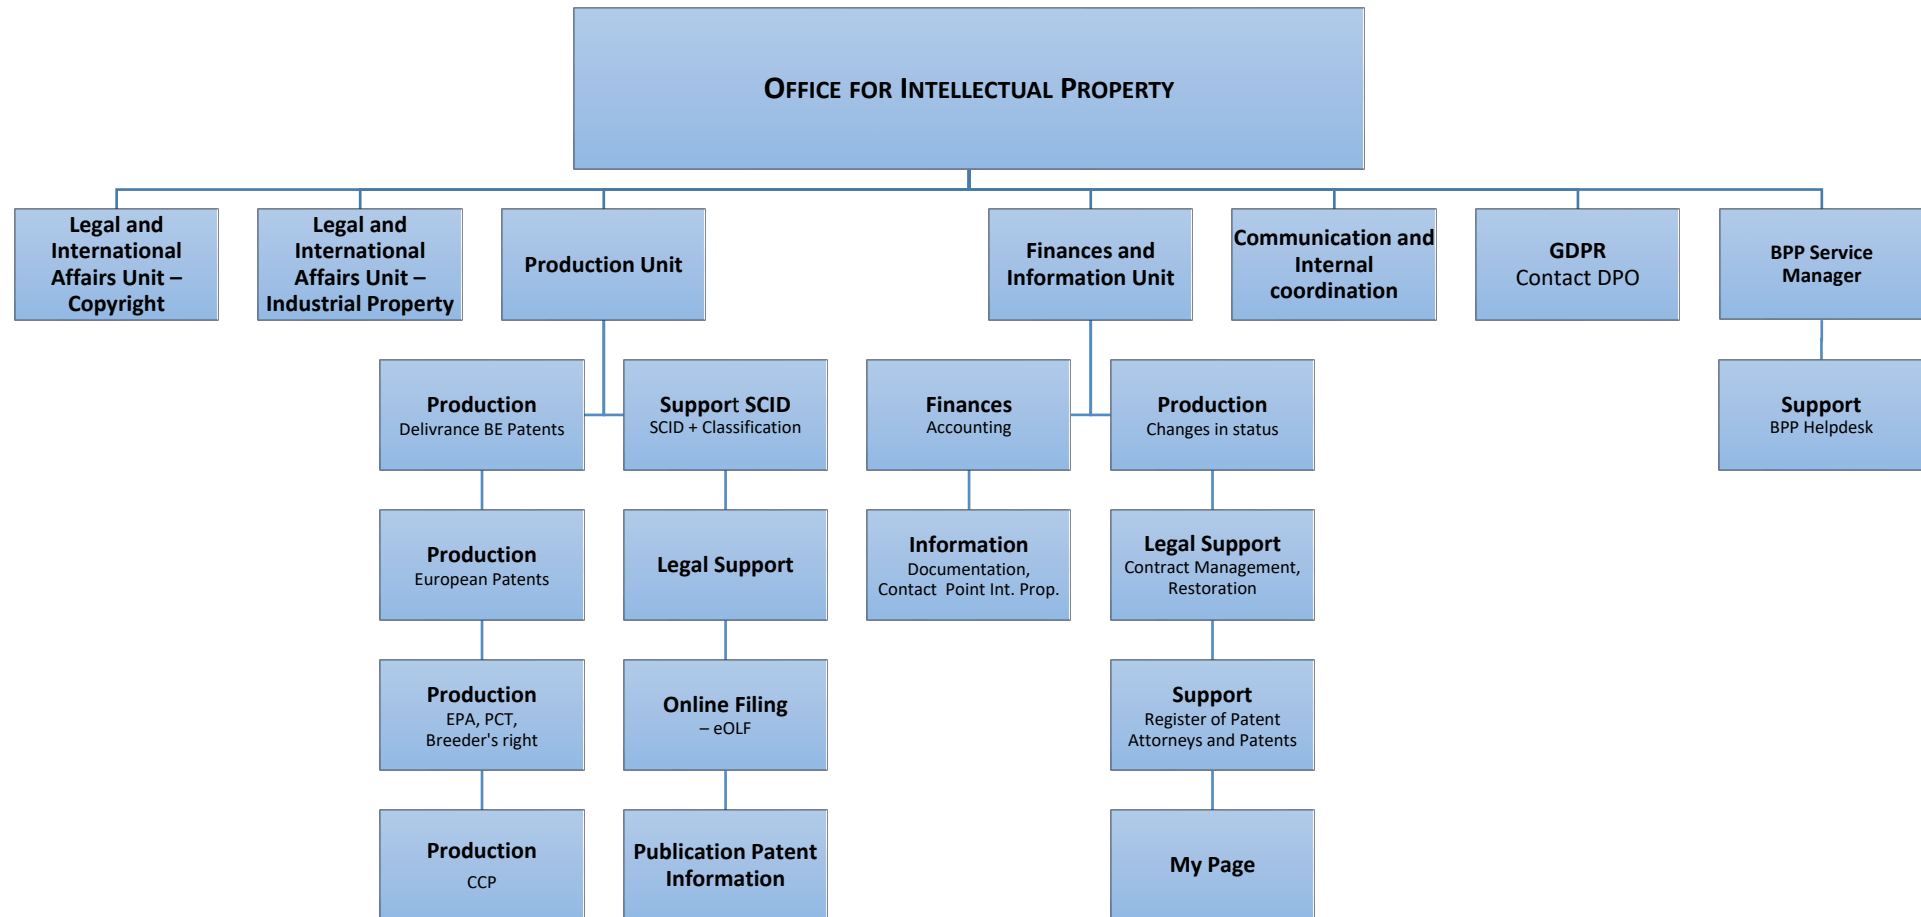 OFFICE FOR INTELLECTUAL PROPERTY
Legal and
International
Affairs Unit –
Copyright
Legal and
International
Affairs Unit –
Industrial Property
Production Unit
Finances and
Information Unit
Communication and
Internal
coordination
GDPR
Contact DPO
BPP Service
Manager
Production
Delivrance BE Patents
Support SCID
SCID + Classification
Finances
Accounting
Production
Changes in status
Support
BPP Helpdesk
Production
European Patents
Legal Support
Information
Documentation,
Contact Point Int. Prop.
Legal Support
Contract Management,
Restoration
Production
EPA, PCT,
Breeder's right
Online Filing
– eOLF
Support
Register of Patent
Attorneys and Patents
Production
CCP
Publication Patent
Information
My Page